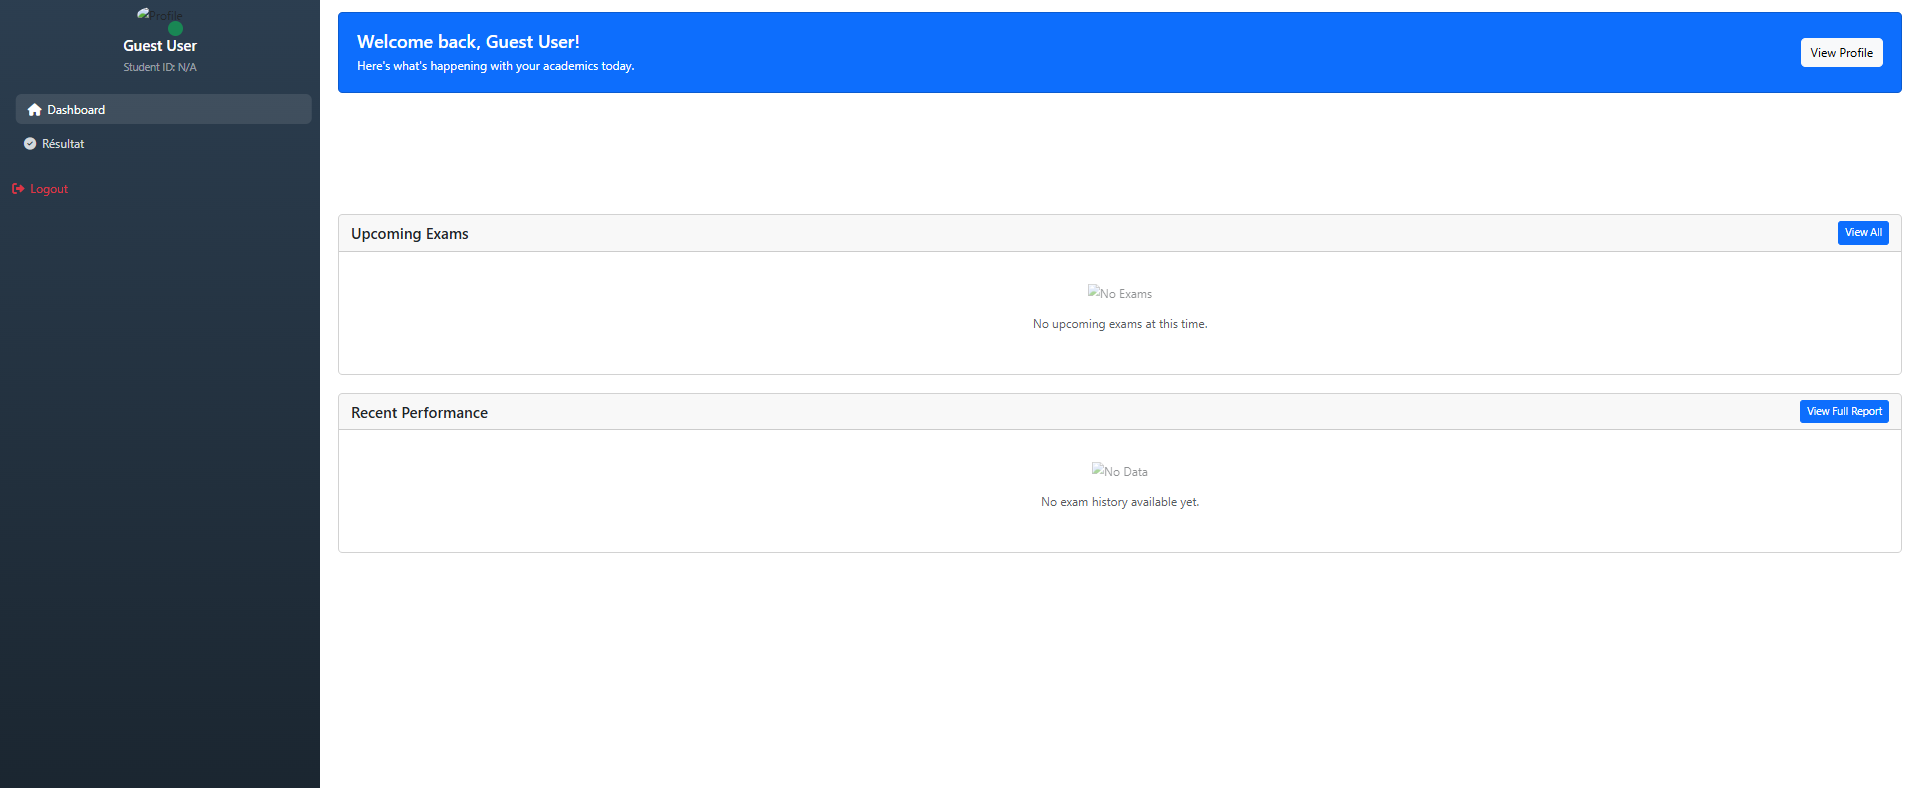 Profile
Guest User
Student ID: N/A
Dashboard
Résultat
Logout
Welcome back, Guest User!
Here's what's happening with your academics today.
View Profile
Upcoming Exams
View All
No Exams
No upcoming exams at this time.
Recent Performance
View Full Report
No Data
No exam history available yet.